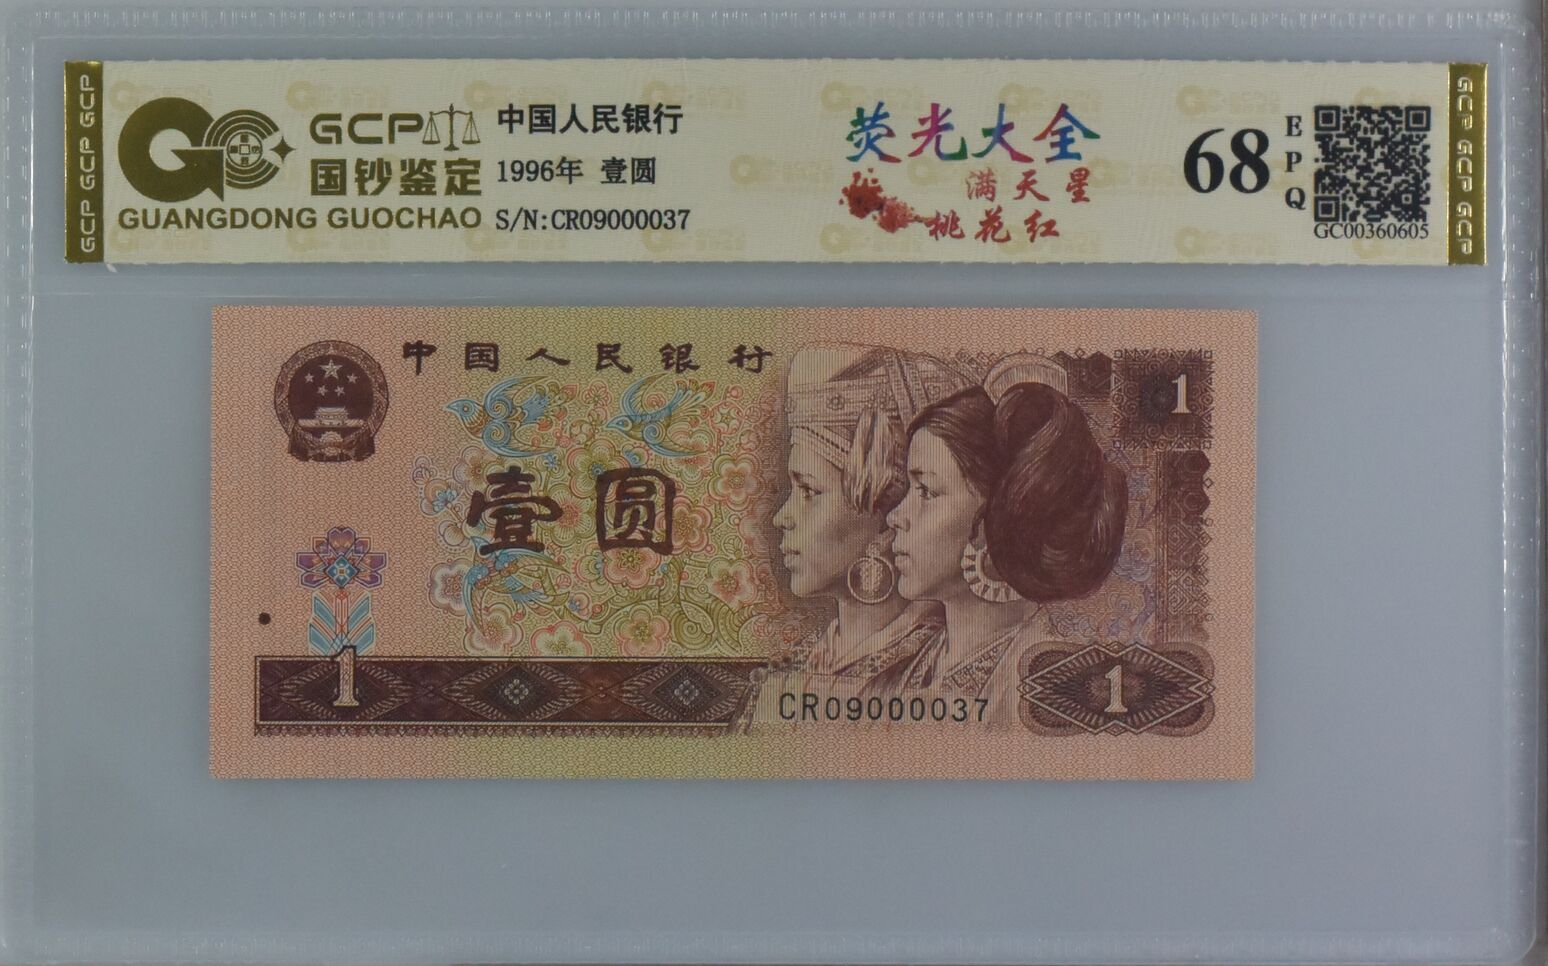 GCP GCP GCP
GCP
国钞鉴定
GUANGDONG GUOCHAO
中国人民银行
1996年 壹圆
S/N:CR09000037
荧光大全
满天星
桃花红
68
EPQ
GC00360605
GCP GCP GCP
中国人民银行
1
壹圆
1
CR09000037
1